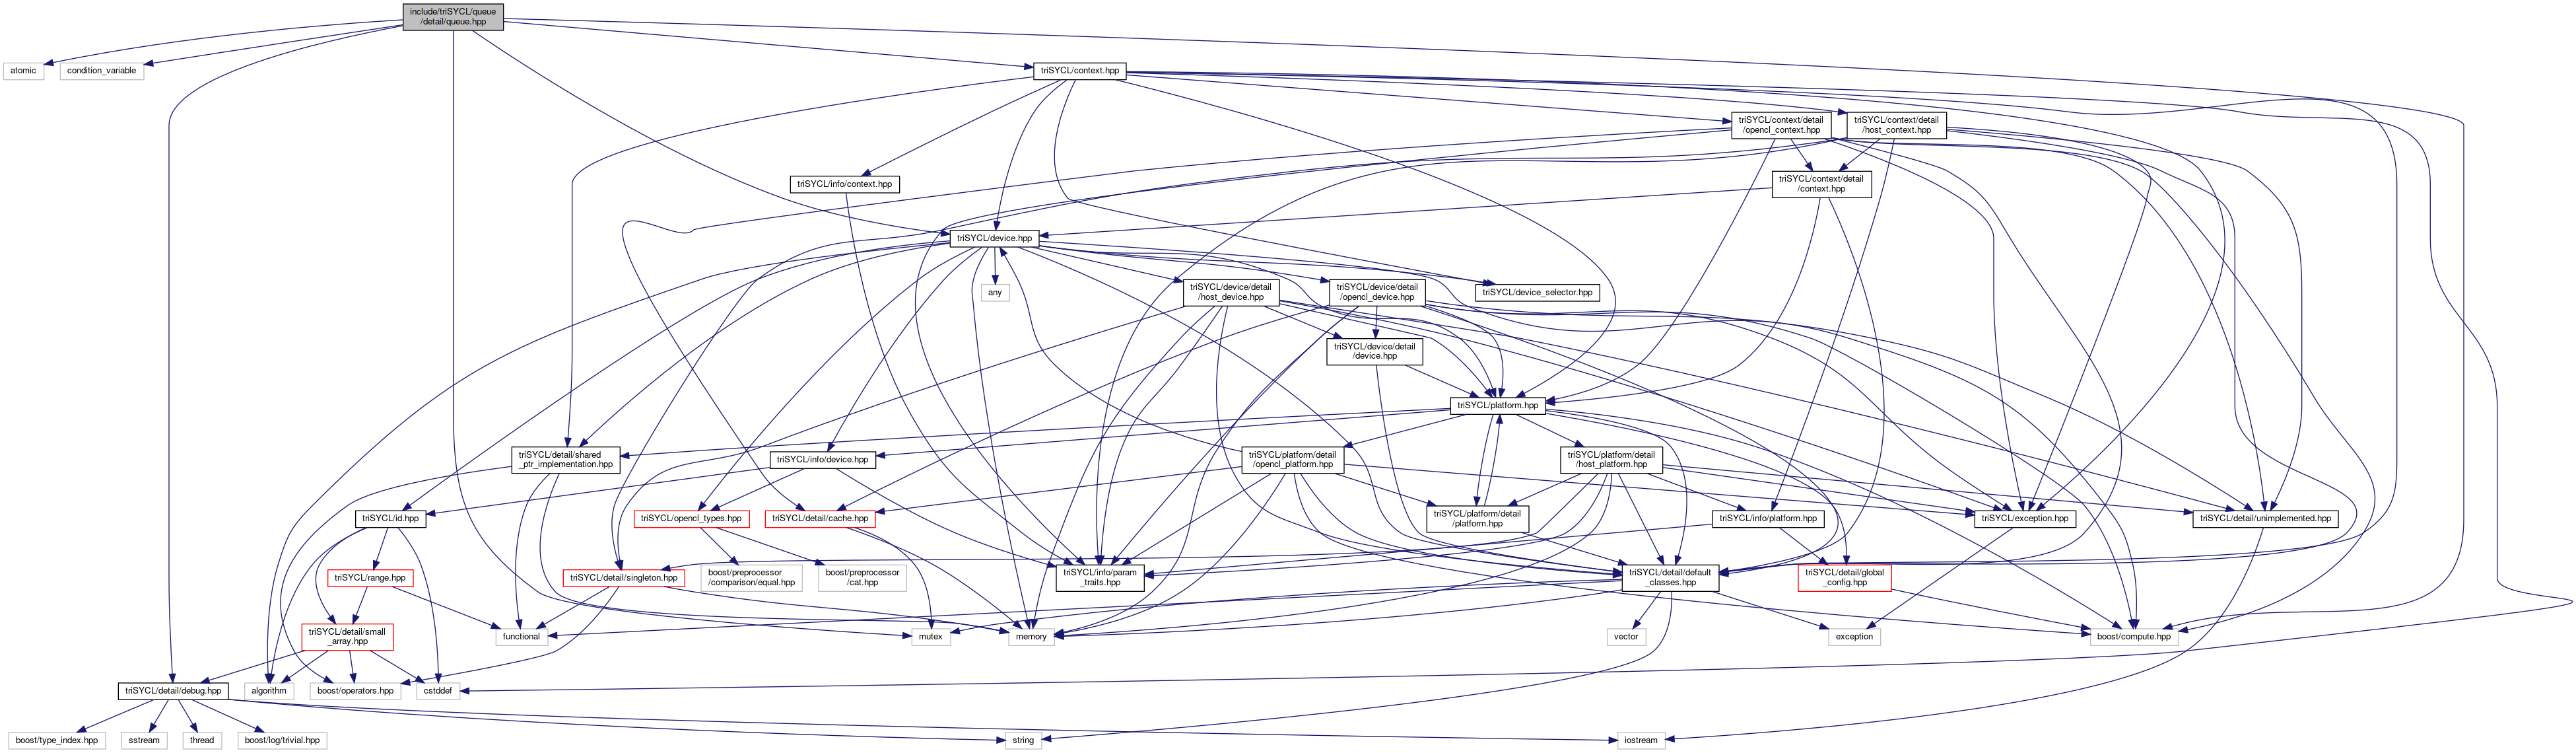 include/triSYCL/queue
/detail/queue.hpp
atomic
condition_variable
triSYCL/context.hpp
triSYCL/context/detail
/opencl_context.hpp
triSYCL/context/detail
/host_context.hpp
triSYCL/info/context.hpp
triSYCL/context/detail
/context.hpp
triSYCL/device.hpp
any
triSYCL/device/detail
/host_device.hpp
triSYCL/device/detail
/opencl_device.hpp
triSYCL/device_selector.hpp
triSYCL/device/detail
/device.hpp
triSYCL/platform.hpp
triSYCL/detail/shared
_ptr_implementation.hpp
triSYCL/info/device.hpp
triSYCL/platform/detail
/opencl_platform.hpp
triSYCL/platform/detail
/host_platform.hpp
triSYCL/id.hpp
triSYCL/opencl_types.hpp
triSYCL/detail/cache.hpp
triSYCL/platform/detail
/platform.hpp
triSYCL/info/platform.hpp
triSYCL/exception.hpp
triSYCL/detail/unimplemented.hpp
triSYCL/range.hpp
triSYCL/detail/singleton.hpp
boost/preprocessor
/comparison/equal.hpp
boost/preprocessor
/cat.hpp
triSYCL/info/param
_traits.hpp
triSYCL/detail/default
_classes.hpp
triSYCL/detail/global
_config.hpp
triSYCL/detail/small
_array.hpp
functional
mutex
memory
vector
exception
boost/compute.hpp
triSYCL/detail/debug.hpp
algorithm
boost/operators.hpp
cstddef
boost/type_index.hpp
sstream
thread
boost/log/trivial.hpp
string
iostream